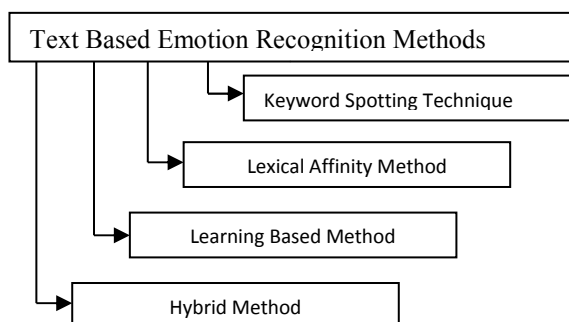 Text Based Emotion Recognition Methods
Keyword Spotting Technique
Lexical Affinity Method
Learning Based Method
Hybrid Method